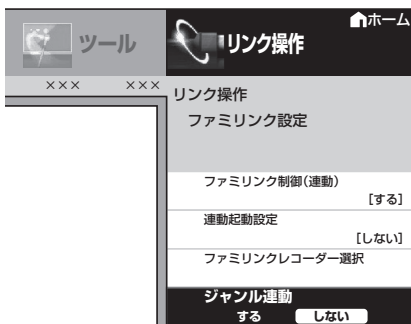 ホーム
ツール
リンク操作
××× ×××
リンク操作
ファミリンク設定
ファミリンク制御(連動)
[する]
連動起動設定
[しない]
ファミリンクレコーダー選択
ジャンル連動
する しない